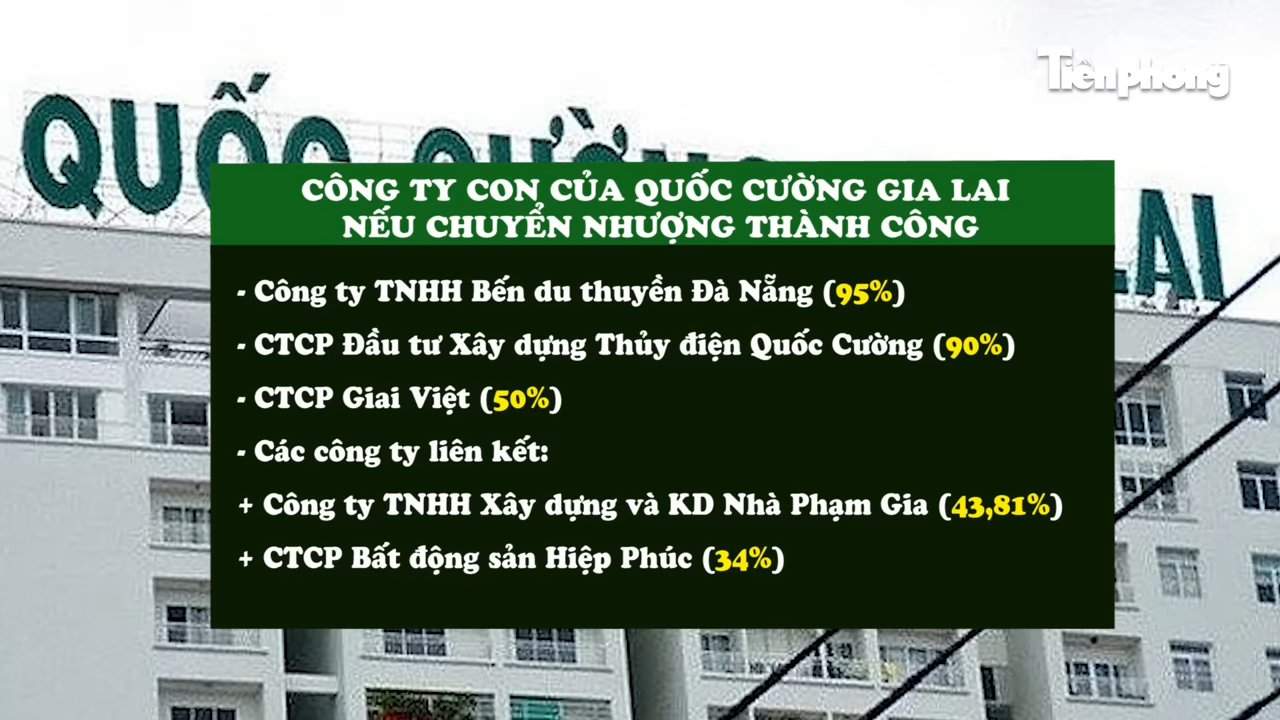 Tiền phong
QUỐC CƯỜNG LAI
CÔNG TY CON CỦA QUỐC CƯỜNG GIA LAI
NẾU CHUYỂN NHƯỢNG THÀNH CÔNG
- Công ty TNHH Bến du thuyền Đà Nẵng (95%)
- CTCP Đầu tư Xây dựng Thủy điện Quốc Cường (90%)
- CTCP Giai Việt (50%)
- Các công ty liên kết:
+ Công ty TNHH Xây dựng và KD Nhà Phạm Gia (43,81%)
+ CTCP Bất động sản Hiệp Phúc (34%)